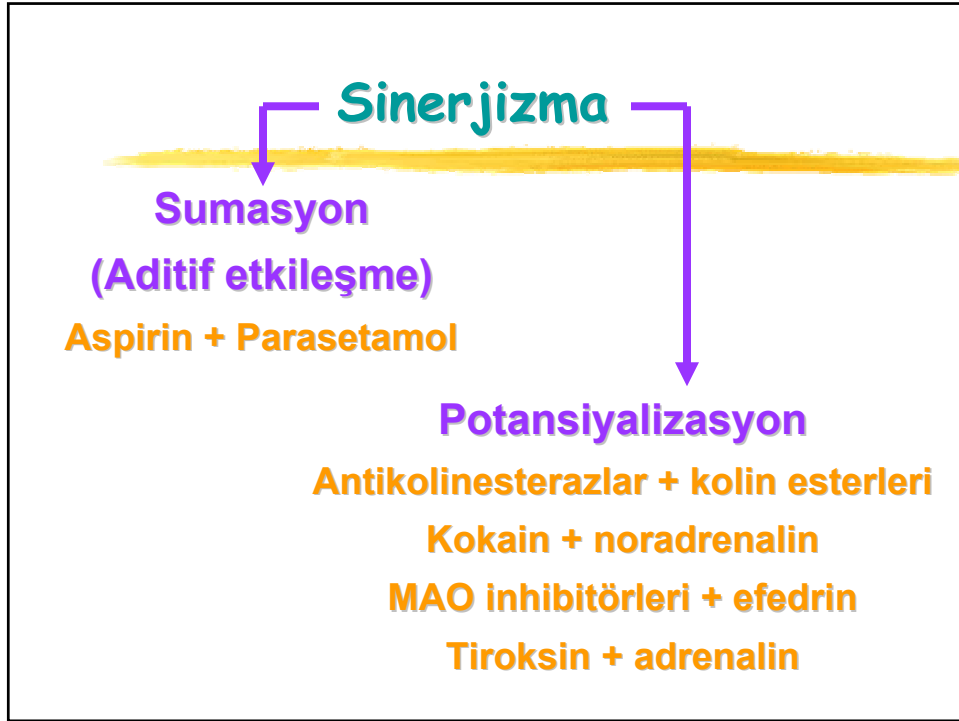 Sinerjizma
Sumasyon
(Aditif etkileşme)
Aspirin + Parasetamol
Potansiyalizasyon
Antikolinesterazlar + kolin esterleri
Kokain + noradrenalin
MAO inhibitörleri + efedrin
Tiroksin + adrenalin